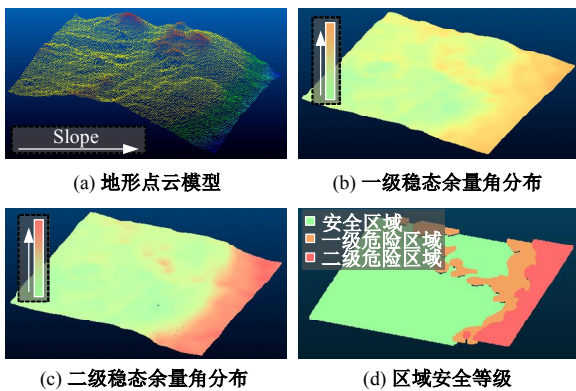 Slope
(a) 地形点云模型
(b) 一级稳态余量角分布
安全区域
一级危险区域
二级危险区域
(c) 二级稳态余量角分布
(d) 区域安全等级